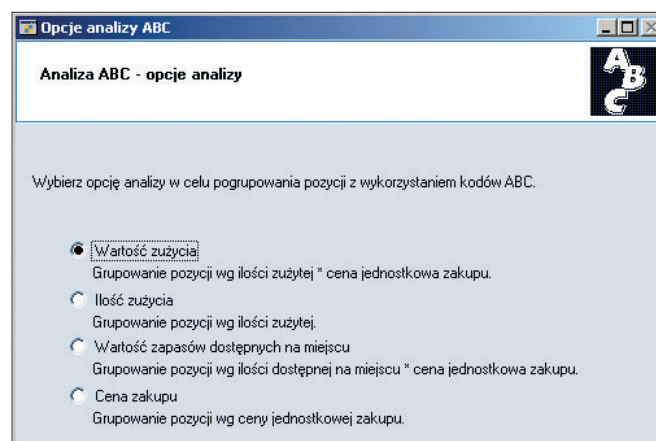 Opcje analizy ABC
Analiza ABC - opcje analizy
ABC
Wybierz opcję analizy w celu pogrupowania pozycji z wykorzystaniem kodów ABC.
Wartość zużycia
Grupowanie pozycji wg ilości zużytej * cena jednostkowa zakupu.
Ilość zużycia
Grupowanie pozycji wg ilości zużytej.
Wartość zapasów dostępnych na miejscu
Grupowanie pozycji wg ilości dostępnej na miejscu * cena jednostkowa zakupu.
Cena zakupu
Grupowanie pozycji wg ceny jednostkowej zakupu.